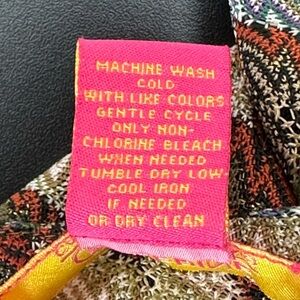 MACHINE WASH
COLD
WITH LIKE COLORS
GENTLE CYCLE
ONLY NON-
CHLORINE BLEACH
WHEN NEEDED
TUMBLE DRY LOW-
COOL IRON
IF NEEDED
OR DRY CLEAN